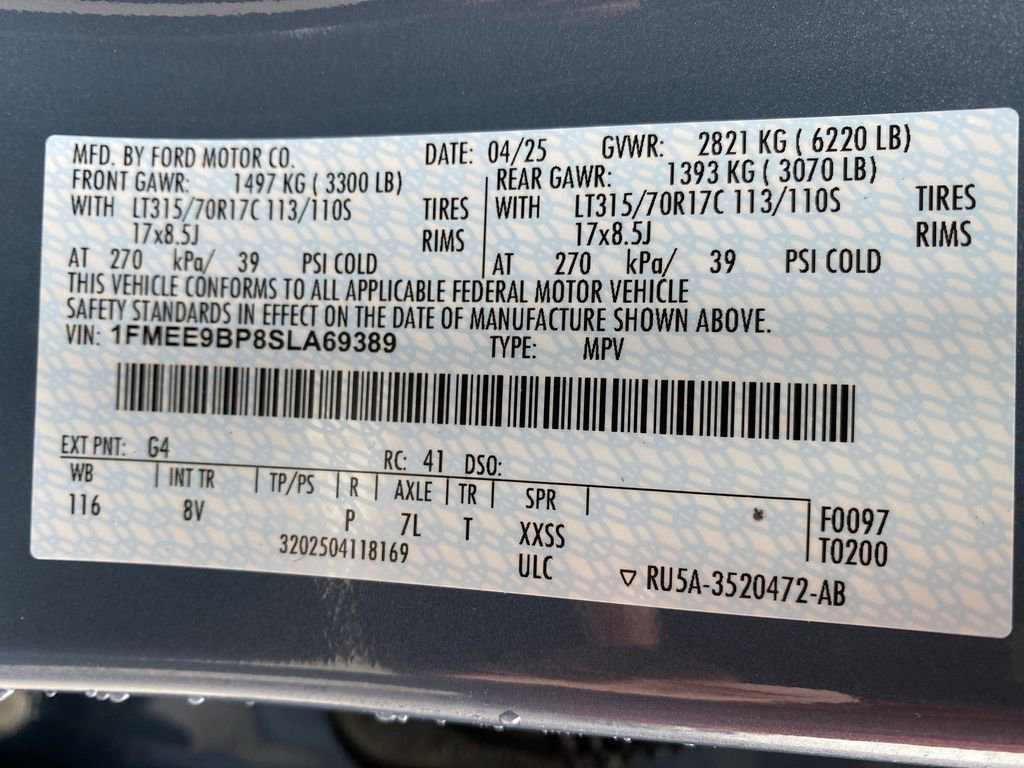 MFD. BY FORD MOTOR CO. DATE: 04/25 GVWR: 2821 KG ( 6220 LB)
FRONT GAWR: 1497 KG ( 3300 LB) REAR GAWR: 1393 KG ( 3070 LB)
WITH LT315/70R17C 113/110S TIRES WITH LT315/70R17C 113/110S TIRES
17x8.5J RIMS 17x8.5J RIMS
AT 270 kPa/ 39 PSI COLD AT 270 kPa/ 39 PSI COLD
THIS VEHICLE CONFORMS TO ALL APPLICABLE FEDERAL MOTOR VEHICLE
SAFETY STANDARDS IN EFFECT ON THE DATE OF MANUFACTURE SHOWN ABOVE.
VIN: 1FMEE9BP8SLA69389 TYPE: MPV
EXT PNT: G4 RC: 41 DSO:
WB INT TR TP/PS R AXLE TR SPR
116 8V P 7L T XXSS F0097
3202504118169 ULC T0200
▽ RU5A-3520472-AB